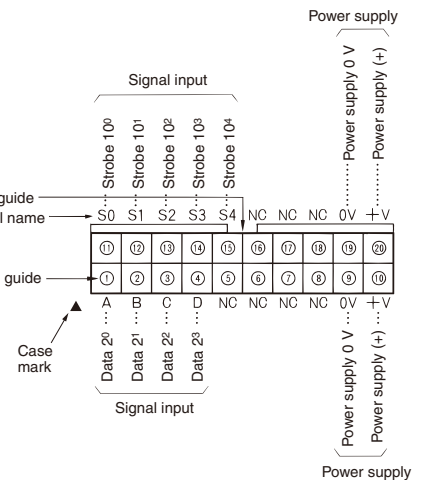 Power supply
Signal input
Strobe 10⁰
Strobe 10¹
Strobe 10²
Strobe 10³
Strobe 10⁴
Power supply 0 V
Power supply (+)
guide
l name
S0 S1 S2 S3 S4 NC NC NC 0V +V
⑪ ⑫ ⑬ ⑭ ⑮ ⑯ ⑰ ⑱ ⑲ ⑳
guide
① ② ③ ④ ⑤ ⑥ ⑦ ⑧ ⑨ ⑩
A B C D NC NC NC NC 0V +V
Case
mark
Data 2⁰
Data 2¹
Data 2²
Data 2³
Power supply 0 V
Power supply (+)
Signal input
Power supply